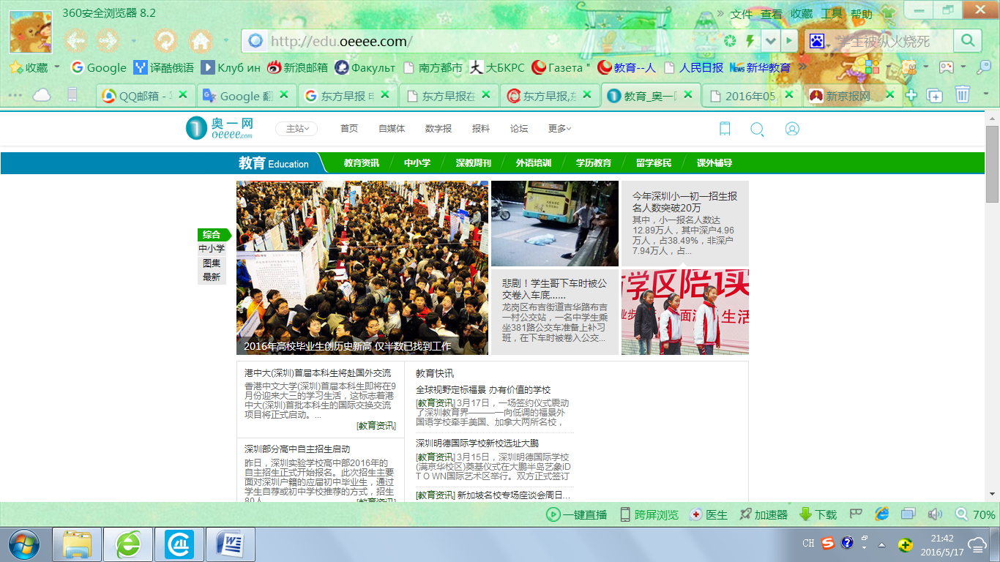 360安全浏览器 8.2
文件 查看 收藏 工具 帮助
http://edu.oeeee.com/
学生被纵火烧死
收藏 Google 译酷俄语 Клуб ин 新浪邮箱 Факульт 南方都市 大БКРС Газета " 教育--人 人民日报 新华教育
QQ邮箱 - Google 翻 东方早报 东方早报在 东方早报,东 教育_奥一网 2016年05 新京报网
奥一网
oeeee.com
主站 首页 自媒体 数字报 报料 论坛 更多
教育 Education 教育资讯 中小学 深教周刊 外语培训 学历教育 留学移民 课外辅导
综合
中小学
图集
最新
2016年高校毕业生创历史新高 仅半数已找到工作
悲剧！学生哥下车时被公
交卷入车底......
龙岗区布吉街道吉华路布吉
一村公交站，一名中学生乘
坐381路公交车准备上补习
班，在下车时被卷入公交...
今年深圳小一初一招生报
名人数突破20万
其中，小一报名人数达
12.89万人，其中深户4.96
万人，占38.49%，非深户
7.94万人，占...
学区陪读
面 生活
港中大(深圳)首届本科生将赴国外交流
香港中文大学(深圳)首届本科生即将在9
月份迎来大三的学习生活，这标志着港
中大(深圳)首批本科生的国际交换交流
项目将正式启动。...
[教育资讯]
深圳部分高中自主招生启动
昨日，深圳实验学校高中部2016年的
自主招生正式开始报名。此次招生主要
面对深圳户籍的应届初中毕业生，通过
学生自荐或初中学校推荐的方式，招生
80人
[教育资讯]
教育快讯
全球视野定标福景 办有价值的学校
[教育资讯] 3月17日，一场签约仪式震动
了深圳教育界———一向低调的福景外
国语学校牵手美国、加拿大两所名校，
深圳明德国际学校新校选址大鹏
[教育资讯] 3月15日，深圳明德国际学校
(满京华校区)奠基仪式在大鹏半岛艺象iD
T O WN国际艺术区举行。双方正式签订
[教育资讯] 新加坡名校专场座谈会周日...
一键直播 跨屏浏览 医生 加速器 下载 70%
CH 21:42
2016/5/17